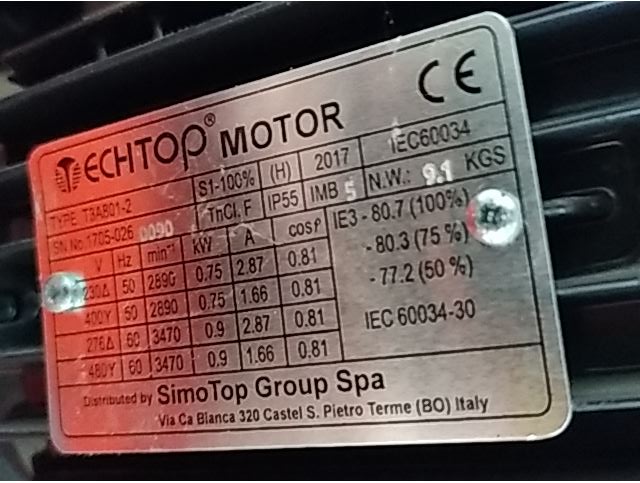 TECHTOP® MOTOR CE
TYPE T3A801-2 S1-100% (H) 2017 IEC60034
S/N No 1705-026 0090 ThCl. F IP55 IMB 5 N.W.: 9.1 KGS
V Hz min⁻¹ kW A cosφ IE3 - 80.7 (100%)
230Δ 50 2890 0.75 2.87 0.81 - 80.3 (75 %)
400Y 50 2890 0.75 1.66 0.81 - 77.2 (50 %)
276Δ 60 3470 0.9 2.87 0.81 IEC 60034-30
480Y 60 3470 0.9 1.66 0.81
Distributed by SimoTop Group Spa
Via Ca Bianca 320 Castel S. Pietro Terme (BO) Italy